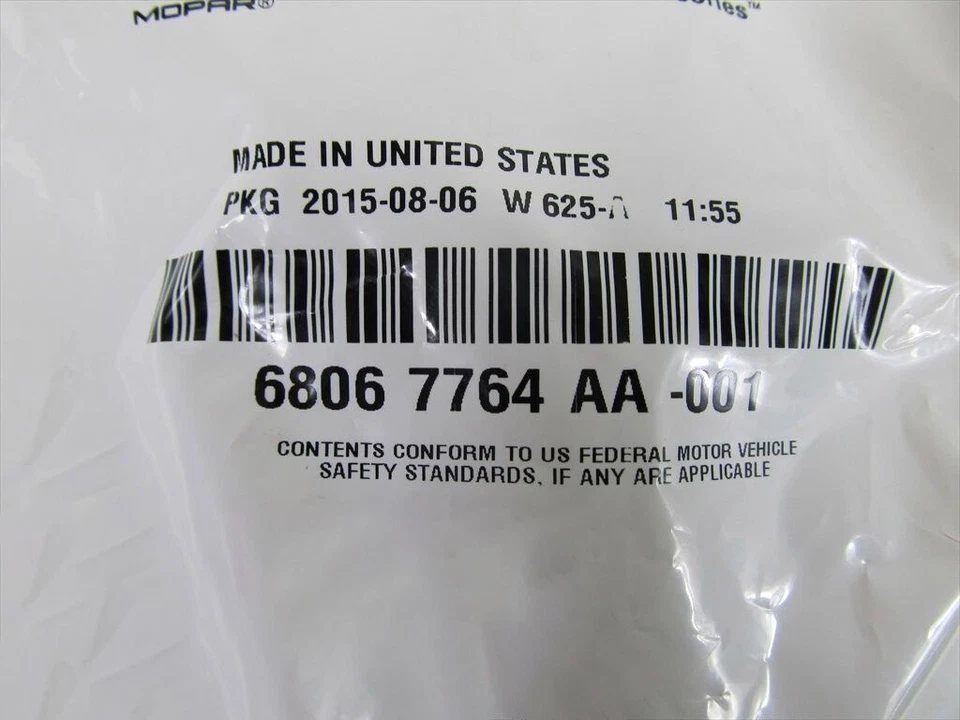 MOPAR®
MADE IN UNITED STATES
PKG 2015-08-06 W 625-A 11:55
6806 7764 AA -001
CONTENTS CONFORM TO US FEDERAL MOTOR VEHICLE
SAFETY STANDARDS, IF ANY ARE APPLICABLE